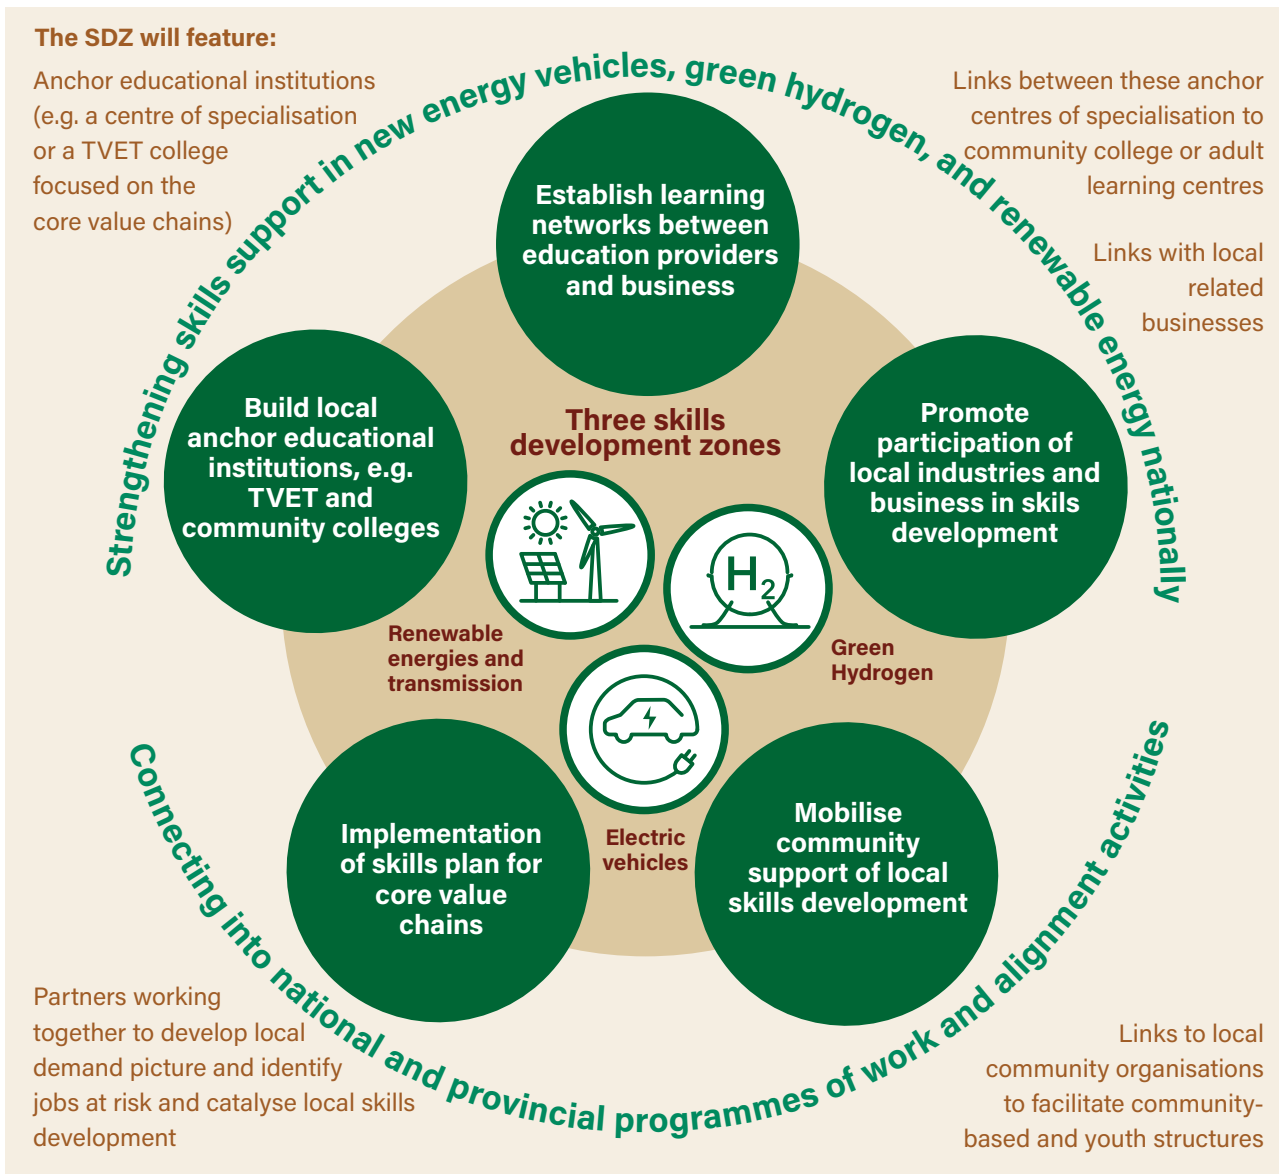 The SDZ will feature:
Anchor educational institutions
(e.g. a centre of specialisation
or a TVET college
focused on the
core value chains)
Links between these anchor
centres of specialisation to
community college or adult
learning centres
Links with local
related
businesses
Strengthening skills support in new energy vehicles, green hydrogen, and renewable energy nationally
Establish learning
networks between
education providers
and business
Build local
anchor educational
institutions, e.g.
TVET and
community colleges
Three skills
development zones
Promote
participation of
local industries and
business in skils
development
H2
Renewable
energies and
transmission
Green
Hydrogen
Electric
vehicles
Implementation
of skills plan for
core value
chains
Mobilise
community
support of local
skills development
Connecting into national and provincial programmes of work and alignment activities
Partners working
together to develop local
demand picture and identify
jobs at risk and catalyse local skills
development
Links to local
community organisations
to facilitate community-
based and youth structures